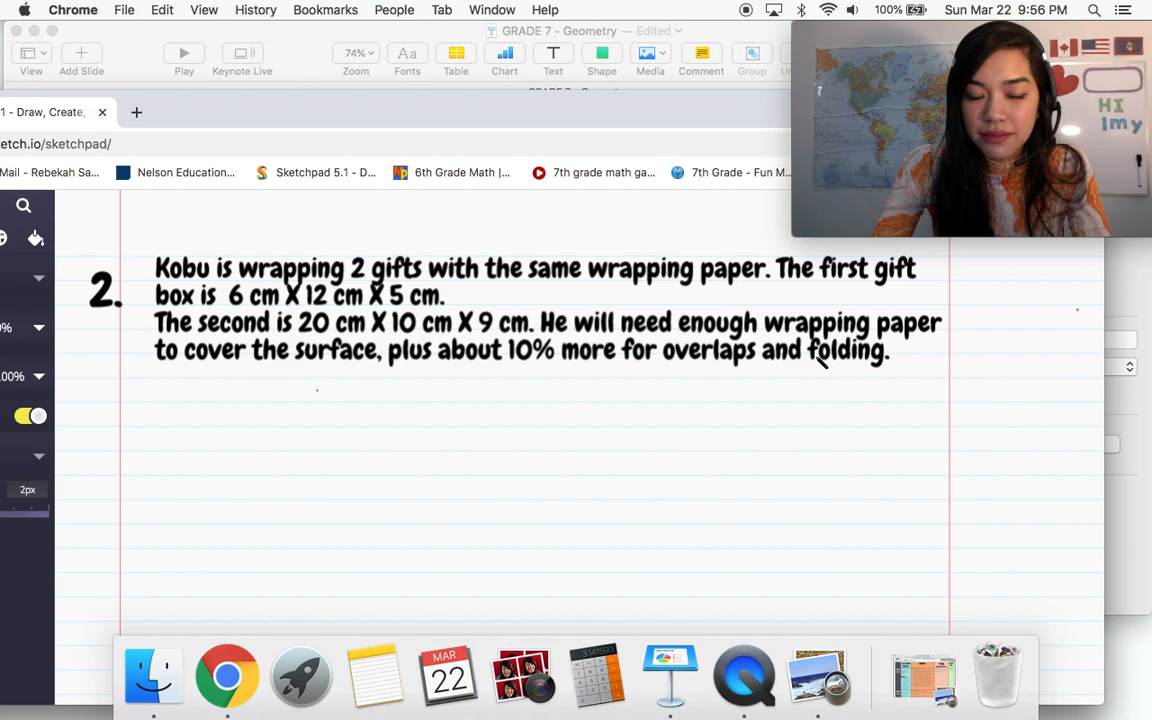 Chrome File Edit View History Bookmarks People Tab Window Help 100% Sun Mar 22 9:56 PM
GRADE 7 - Geometry — Edited
74%
View Add Slide Play Keynote Live Zoom Fonts Table Chart Text Shape Media Comment Group
1 - Draw, Create,
etch.io/sketchpad/
Mail - Rebekah Sa... Nelson Education... Sketchpad 5.1 - D... 6th Grade Math |... 7th grade math ga... 7th Grade - Fun M...
HI
Imy
2.
Kobu is wrapping 2 gifts with the same wrapping paper. The first gift
box is 6 cm X 12 cm X 5 cm.
The second is 20 cm X 10 cm X 9 cm. He will need enough wrapping paper
to cover the surface, plus about 10% more for overlaps and folding.
0%
.00%
2px
MAR
22